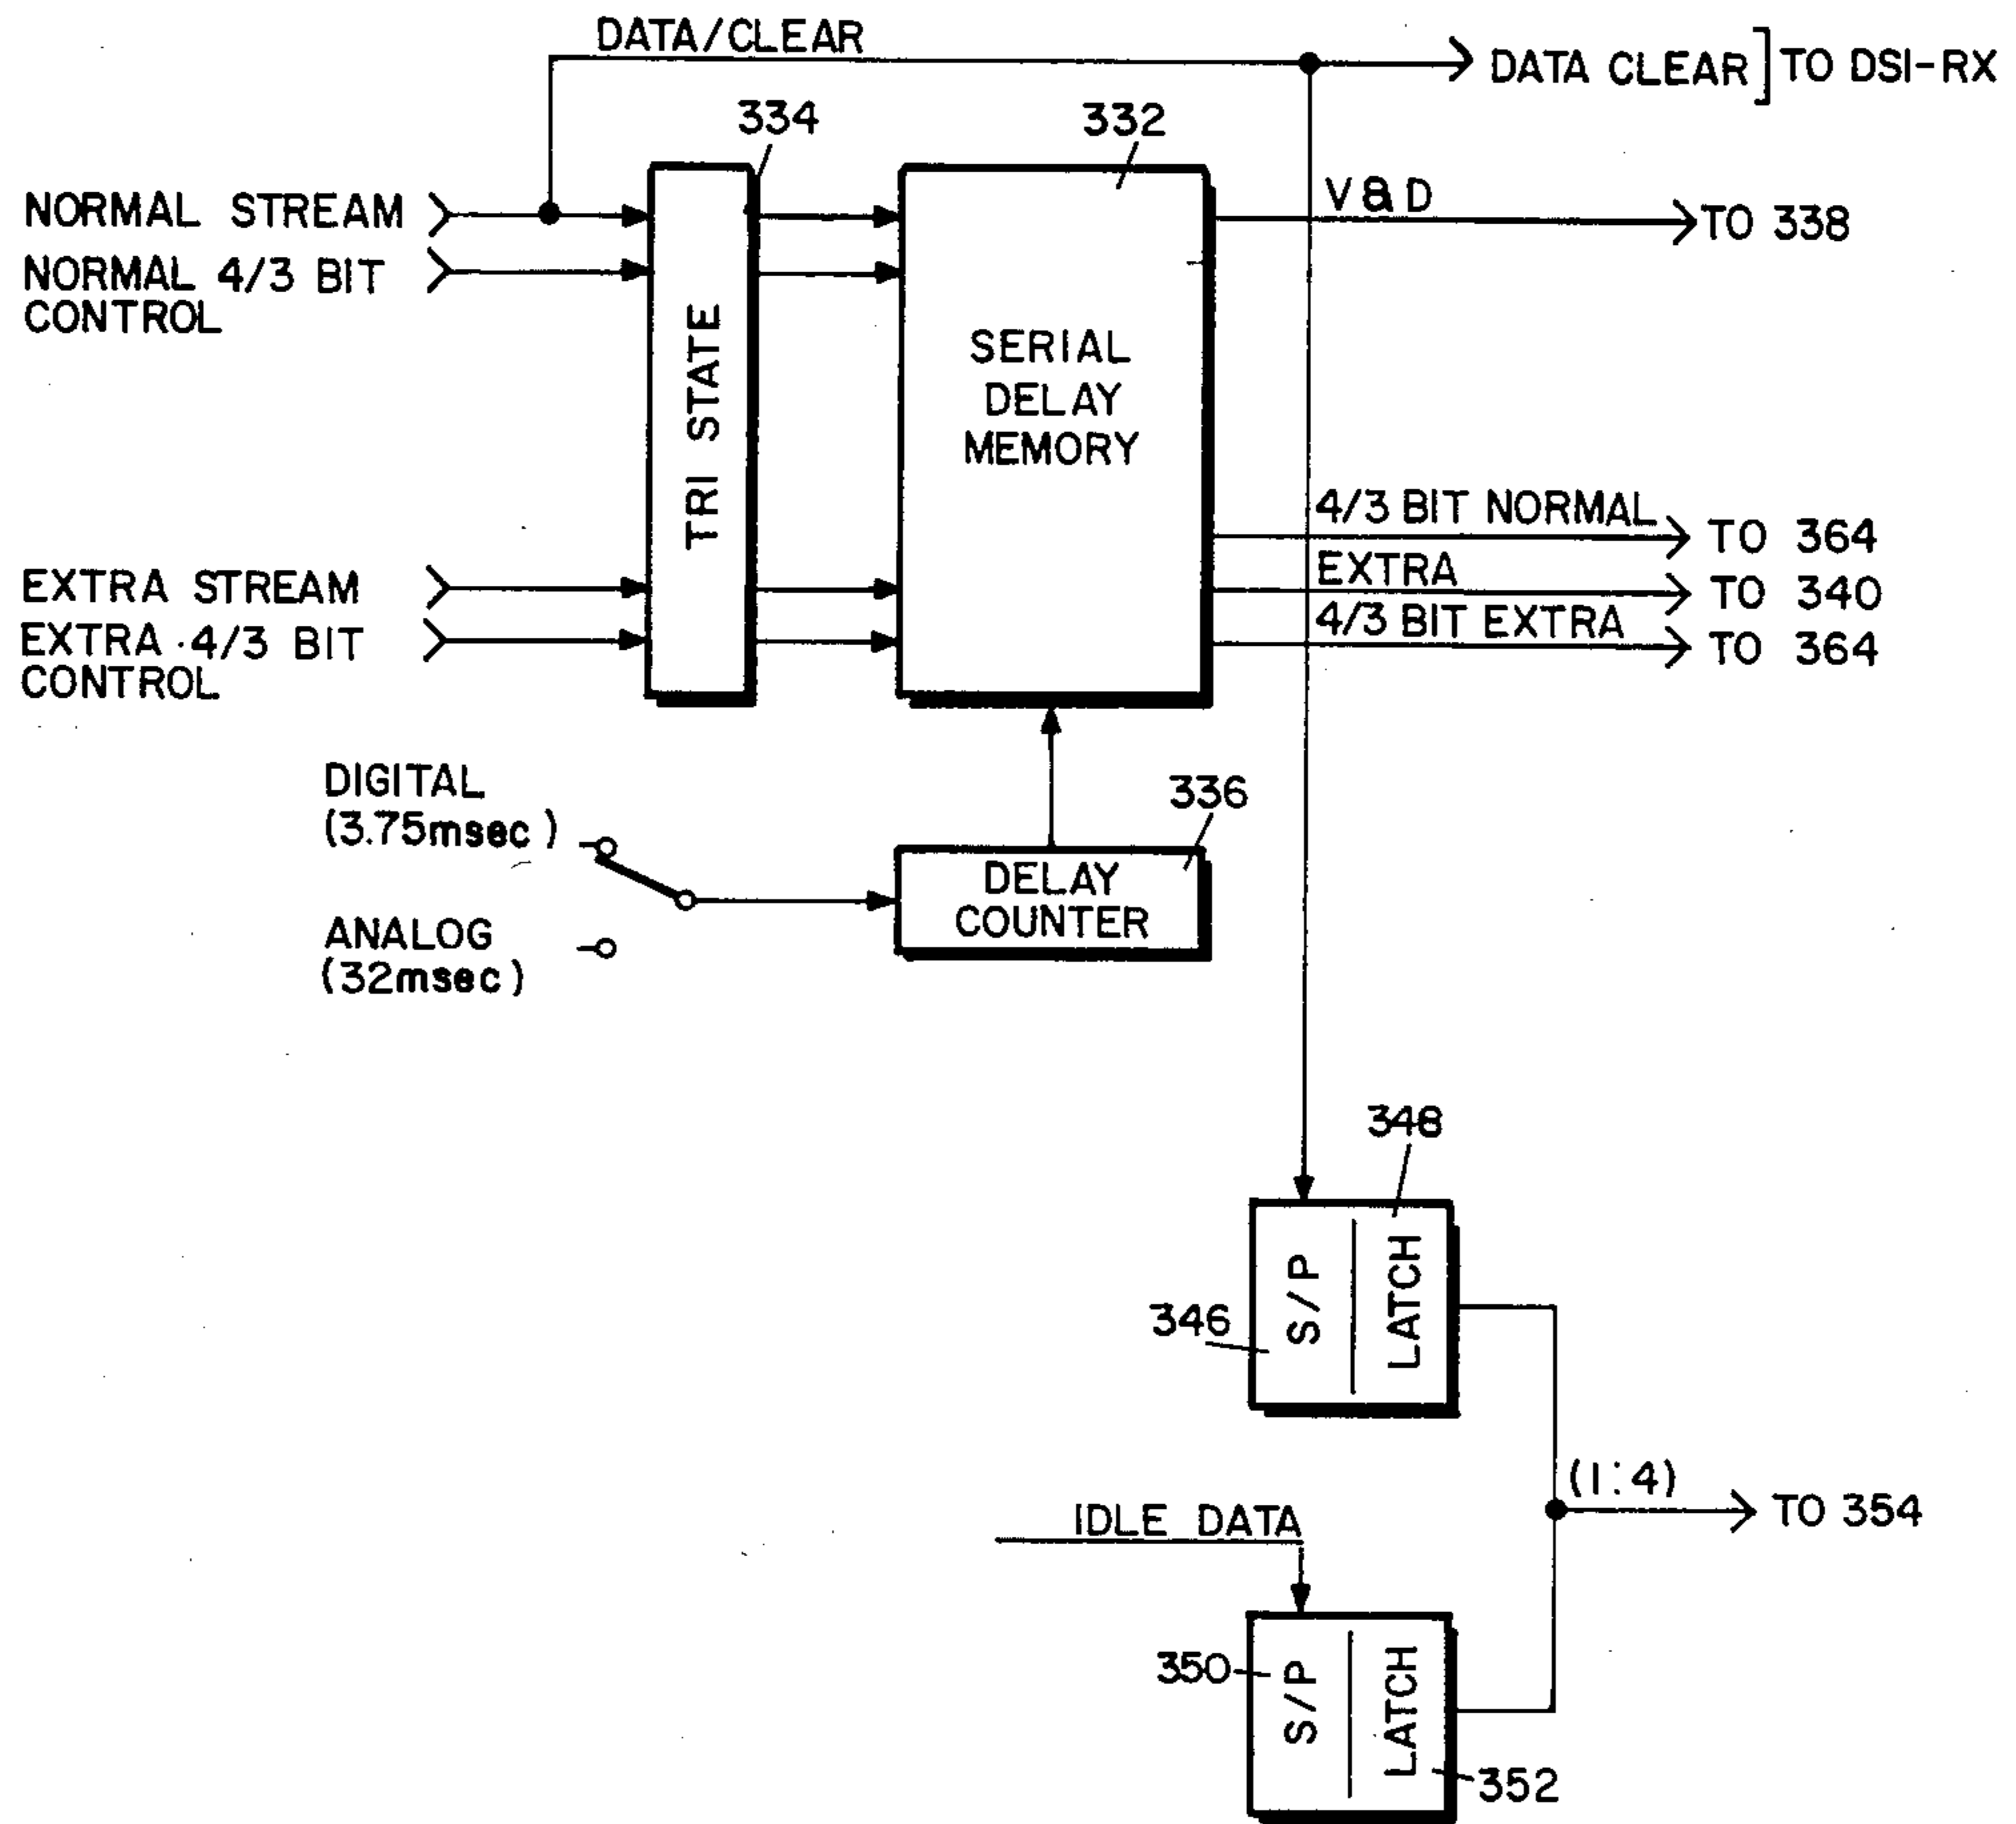 DATA/CLEAR
DATA CLEAR] TO DSI-RX
334
332
NORMAL STREAM
V & D
TO 338
NORMAL 4/3 BIT
CONTROL
TRI STATE
SERIAL
DELAY
MEMORY
4/3 BIT NORMAL
TO 364
EXTRA STREAM
EXTRA
TO 340
EXTRA 4/3 BIT
CONTROL
4/3 BIT EXTRA
TO 364
DIGITAL
(3.75msec)
336
DELAY
COUNTER
ANALOG
(32msec)
348
346
S/P
LATCH
(1:4)
TO 354
IDLE DATA
350
S/P
LATCH
352